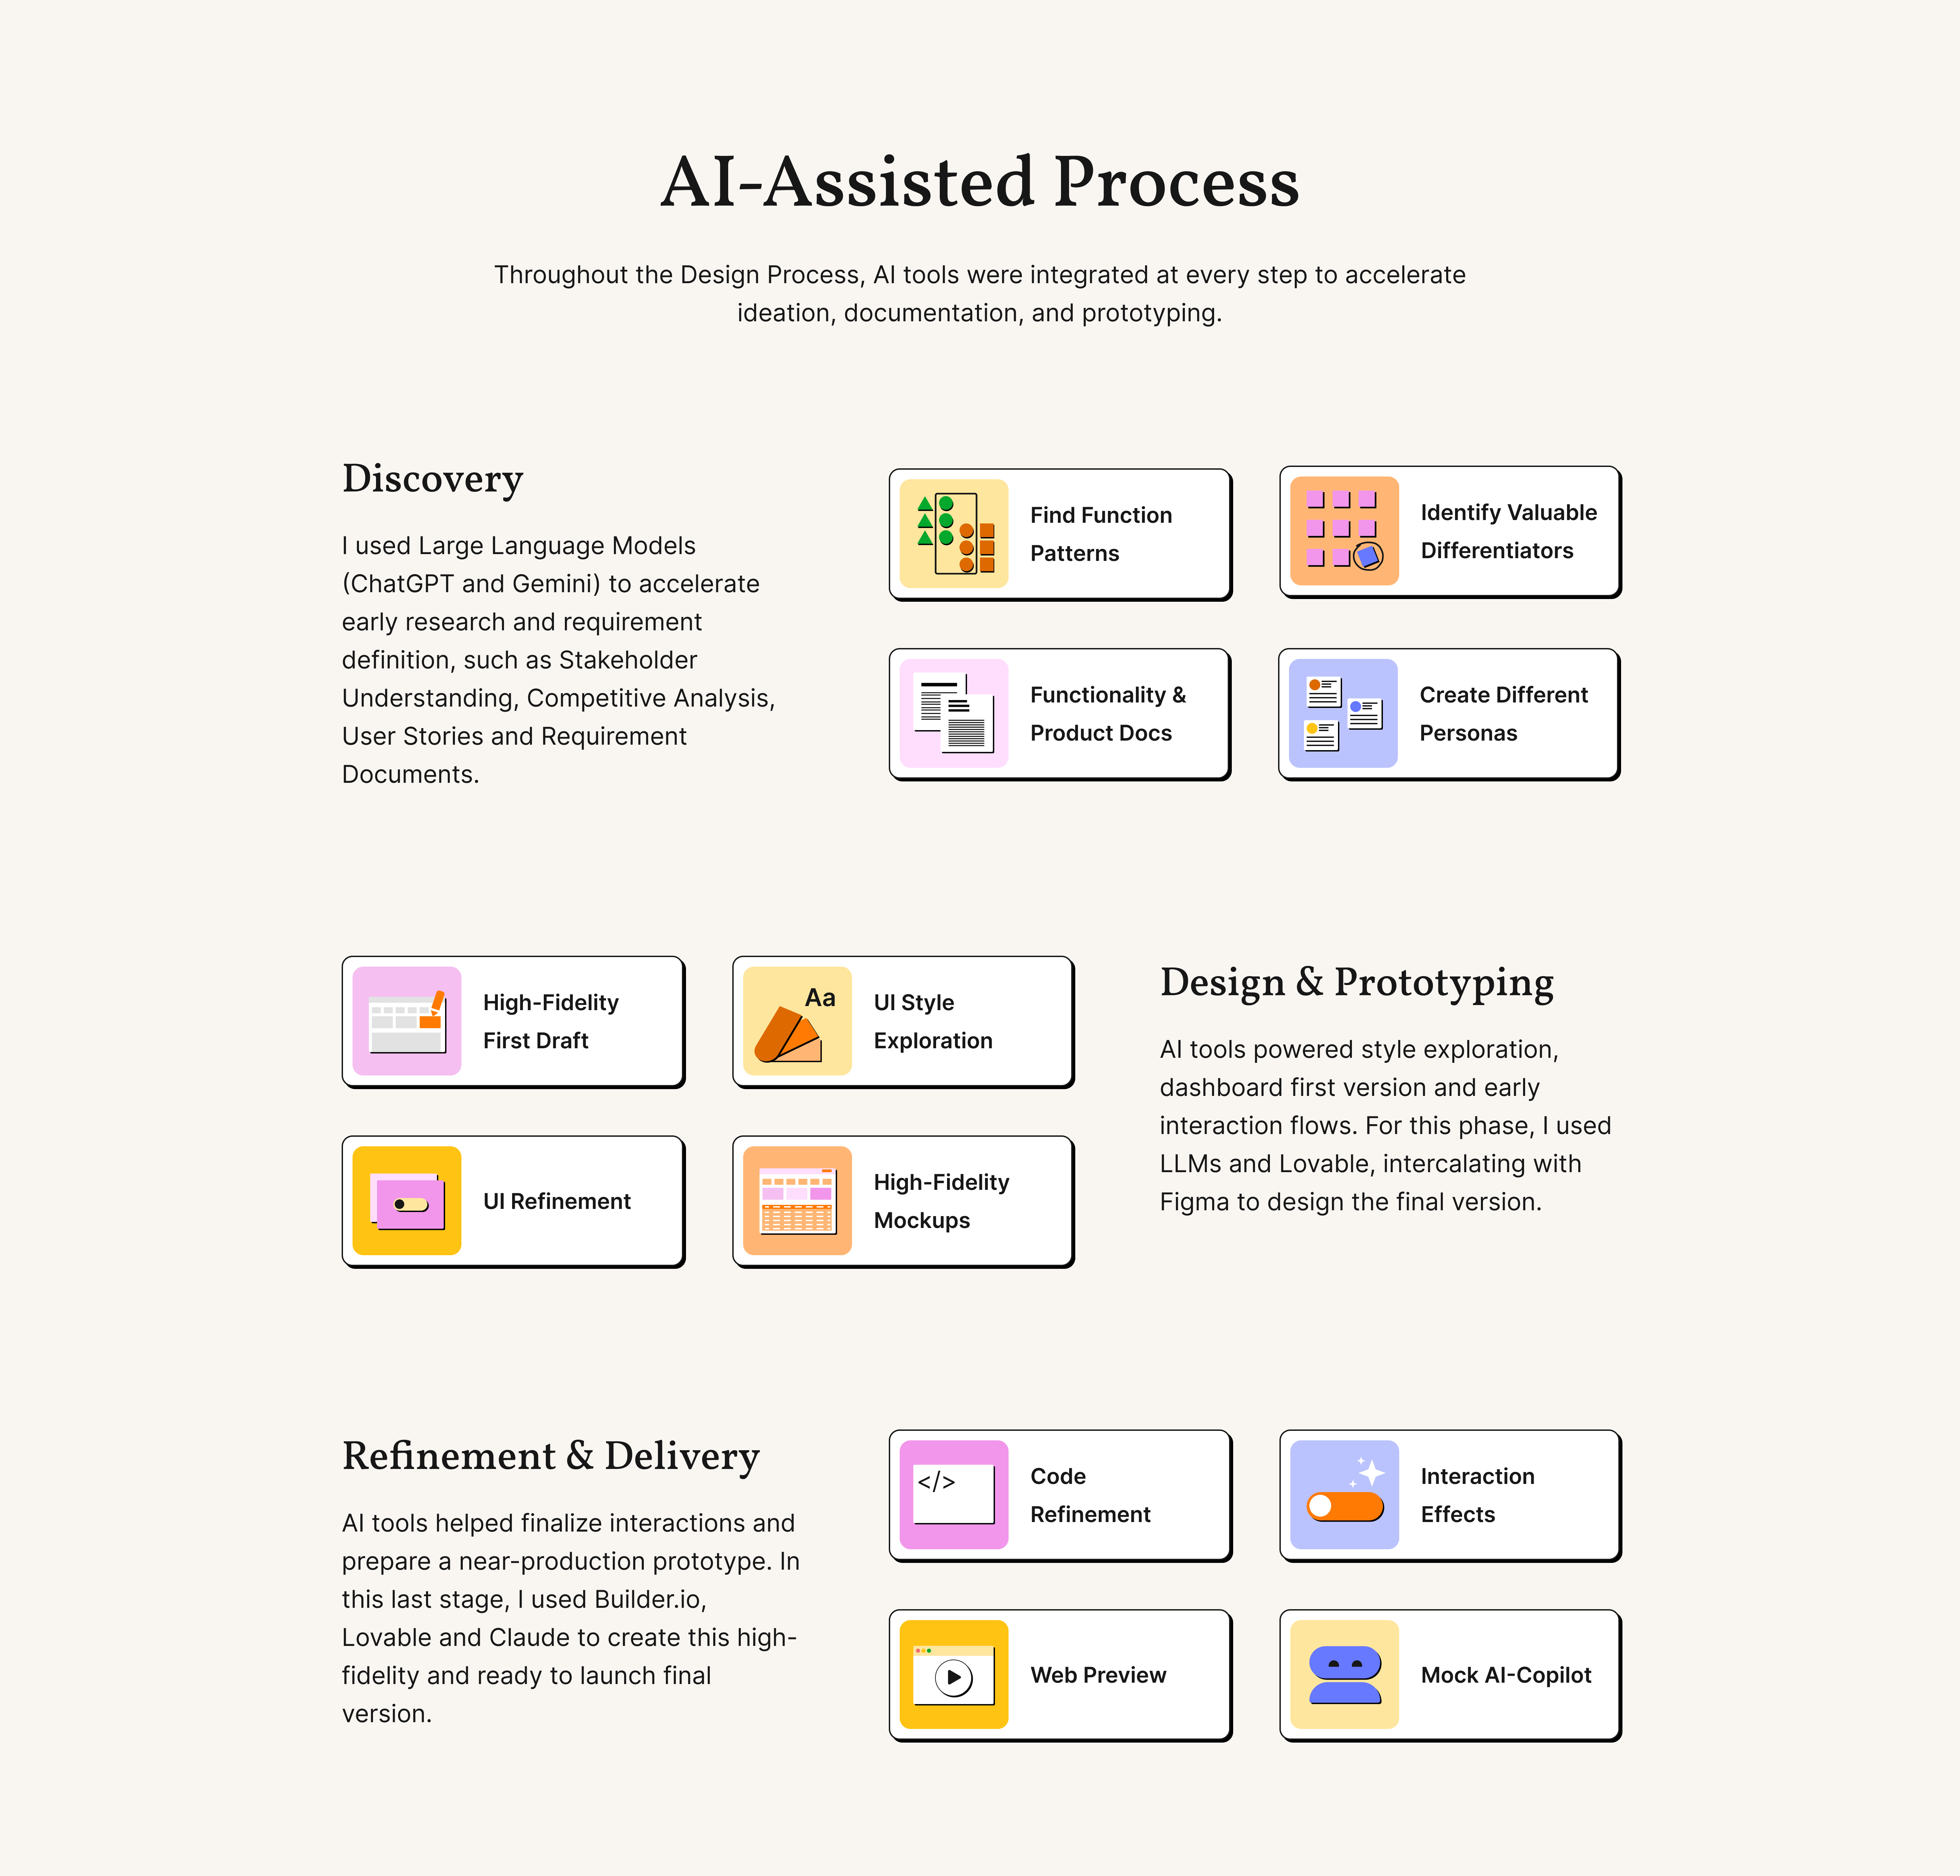 AI-Assisted Process
Throughout the Design Process, AI tools were integrated at every step to accelerate
ideation, documentation, and prototyping.
Discovery
I used Large Language Models
(ChatGPT and Gemini) to accelerate
early research and requirement
definition, such as Stakeholder
Understanding, Competitive Analysis,
User Stories and Requirement
Documents.
Find Function
Patterns
Identify Valuable
Differentiators
Functionality &
Product Docs
Create Different
Personas
High-Fidelity
First Draft
Aa
UI Style
Exploration
UI Refinement
High-Fidelity
Mockups
Design & Prototyping
AI tools powered style exploration,
dashboard first version and early
interaction flows. For this phase, I used
LLMs and Lovable, intercalating with
Figma to design the final version.
Refinement & Delivery
AI tools helped finalize interactions and
prepare a near-production prototype. In
this last stage, I used Builder.io,
Lovable and Claude to create this high-
fidelity and ready to launch final
version.
</>
Code
Refinement
Interaction
Effects
Web Preview
Mock AI-Copilot